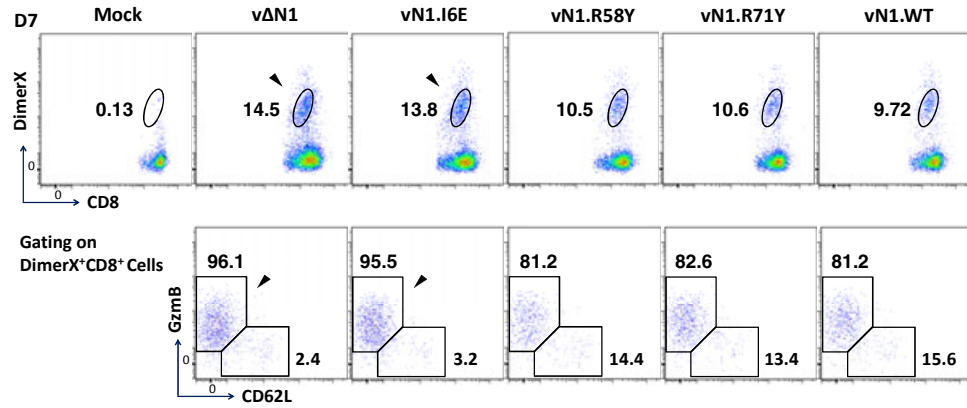 D7
Mock
vΔN1
vN1.I6E
vN1.R58Y
vN1.R71Y
vN1.WT
DimerX
0.13
14.5
13.8
10.5
10.6
9.72
0
0
CD8
Gating on
DimerX⁺CD8⁺ Cells
96.1
95.5
81.2
82.6
81.2
GzmB
2.4
3.2
14.4
13.4
15.6
0
0
CD62L